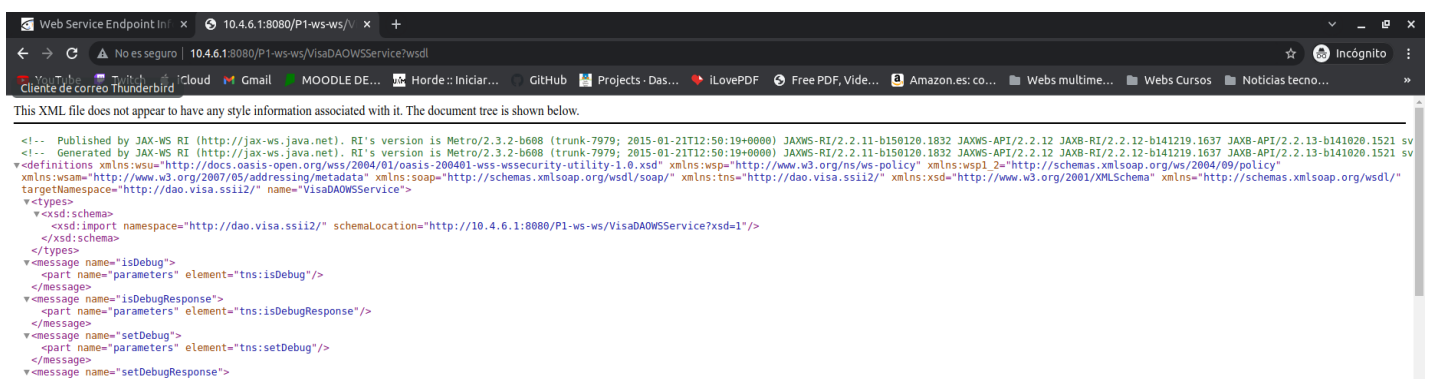 Web Service Endpoint Inf
10.4.6.1:8080/P1-ws-ws/V
No es seguro | 10.4.6.1:8080/P1-ws-ws/VisaDAOWSService?wsdl
Incógnito
YouTube Twitch iCloud Gmail MOODLE DE... Horde :: Iniciar... GitHub Projects · Das... iLovePDF Free PDF, Vide... Amazon.es: co... Webs multime... Webs Cursos Noticias tecno... »
Cliente de correo Thunderbird
This XML file does not appear to have any style information associated with it. The document tree is shown below.
<!-- Published by JAX-WS RI (http://jax-ws.java.net). RI's version is Metro/2.3.2-b608 (trunk-7979; 2015-01-21T12:50:19+0000) JAXWS-RI/2.2.11-b150120.1832 JAXWS-API/2.2.12 JAXB-RI/2.2.12-b141219.1637 JAXB-API/2.2.13-b141020.1521 sv
<!-- Generated by JAX-WS RI (http://jax-ws.java.net). RI's version is Metro/2.3.2-b608 (trunk-7979; 2015-01-21T12:50:19+0000) JAXWS-RI/2.2.11-b150120.1832 JAXWS-API/2.2.12 JAXB-RI/2.2.12-b141219.1637 JAXB-API/2.2.13-b141020.1521 sv
<definitions xmlns:wsu="http://docs.oasis-open.org/wss/2004/01/oasis-200401-wss-wssecurity-utility-1.0.xsd" xmlns:wsp="http://www.w3.org/ns/ws-policy" xmlns:wsp1_2="http://schemas.xmlsoap.org/ws/2004/09/policy"
xmlns:wsam="http://www.w3.org/2007/05/addressing/metadata" xmlns:soap="http://schemas.xmlsoap.org/wsdl/soap/" xmlns:tns="http://dao.visa.ssii2/" xmlns:xsd="http://www.w3.org/2001/XMLSchema" xmlns="http://schemas.xmlsoap.org/wsdl/"
targetNamespace="http://dao.visa.ssii2/" name="VisaDAOWSService">
<types>
<xsd:schema>
<xsd:import namespace="http://dao.visa.ssii2/" schemaLocation="http://10.4.6.1:8080/P1-ws-ws/VisaDAOWSService?xsd=1"/>
</xsd:schema>
</types>
<message name="isDebug">
<part name="parameters" element="tns:isDebug"/>
</message>
<message name="isDebugResponse">
<part name="parameters" element="tns:isDebugResponse"/>
</message>
<message name="setDebug">
<part name="parameters" element="tns:setDebug"/>
</message>
<message name="setDebugResponse">